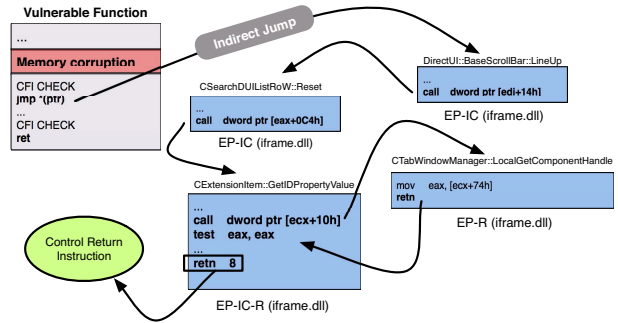 Vulnerable Function
...
Memory corruption
CFI CHECK
jmp *(ptr)
...
CFI CHECK
ret
Indirect Jump
DirectUI::BaseScrollBar::LineUp
...
call dword ptr [edi+14h]
EP-IC (iframe.dll)
CSearchDUIListRoW::Reset
...
call dword ptr [eax+0C4h]
EP-IC (iframe.dll)
CTabWindowManager::LocalGetComponentHandle
mov eax, [ecx+74h]
retn
EP-R (iframe.dll)
CExtensionItem::GetIDPropertyValue
...
call dword ptr [ecx+10h]
test eax, eax
...
retn 8
EP-IC-R (iframe.dll)
Control Return
Instruction